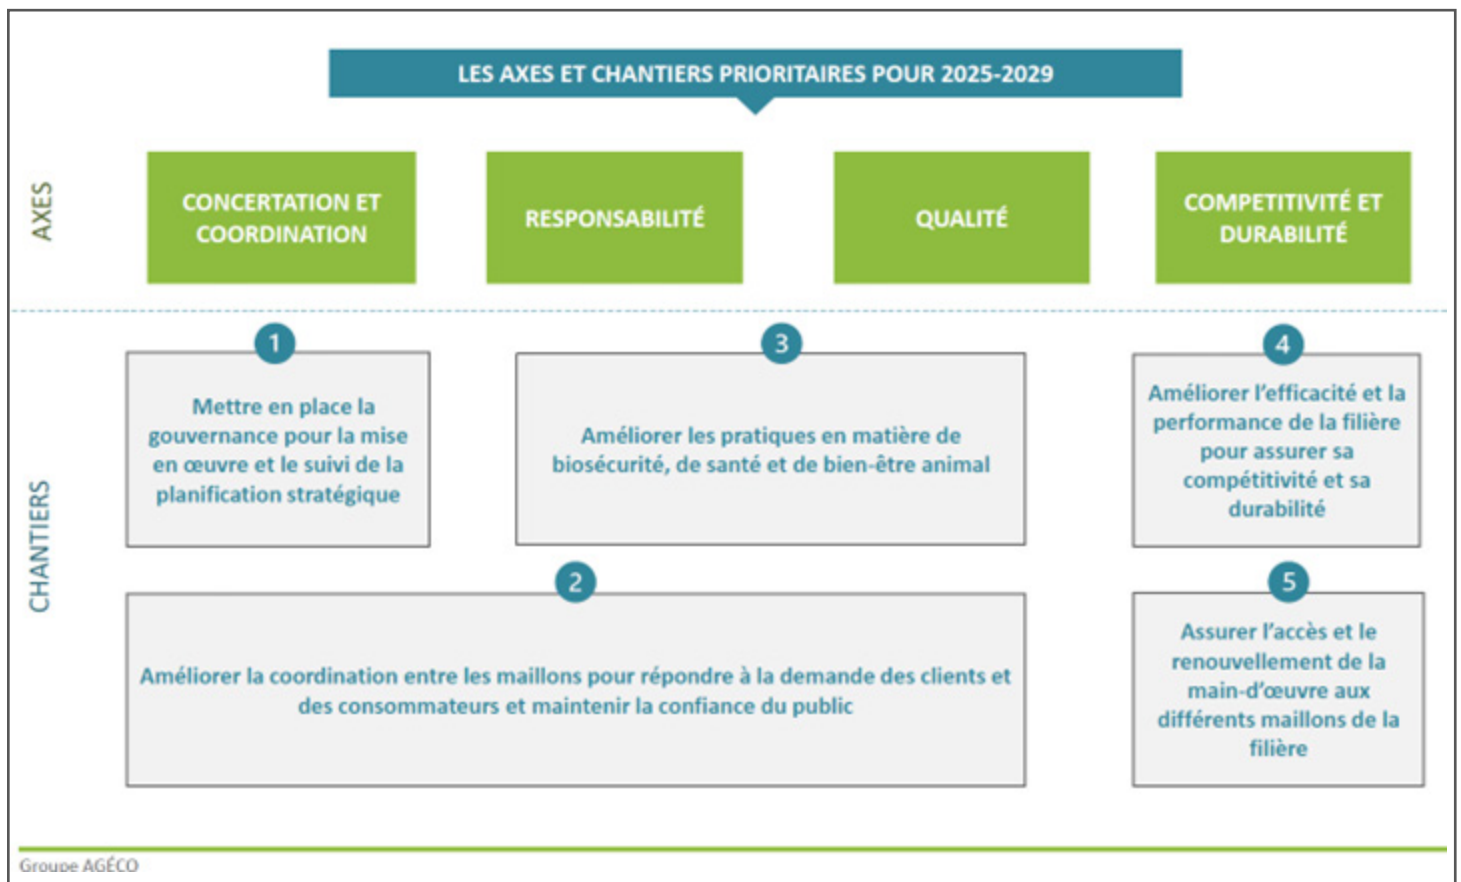 LES AXES ET CHANTIERS PRIORITAIRES POUR 2025-2029
AXES
CONCERTATION ET
COORDINATION
RESPONSABILITÉ
QUALITÉ
COMPETITIVITÉ ET
DURABILITÉ
CHANTIERS
1
Mettre en place la
gouvernance pour la mise
en œuvre et le suivi de la
planification stratégique
3
Améliorer les pratiques en matière de
biosécurité, de santé et de bien-être animal
4
Améliorer l'efficacité et la
performance de la filière
pour assurer sa
compétitivité et sa
durabilité
2
Améliorer la coordination entre les maillons pour répondre à la demande des clients et
des consommateurs et maintenir la confiance du public
5
Assurer l'accès et le
renouvellement de la
main-d'œuvre aux
différents maillons de la
filière
Groupe AGÉCO